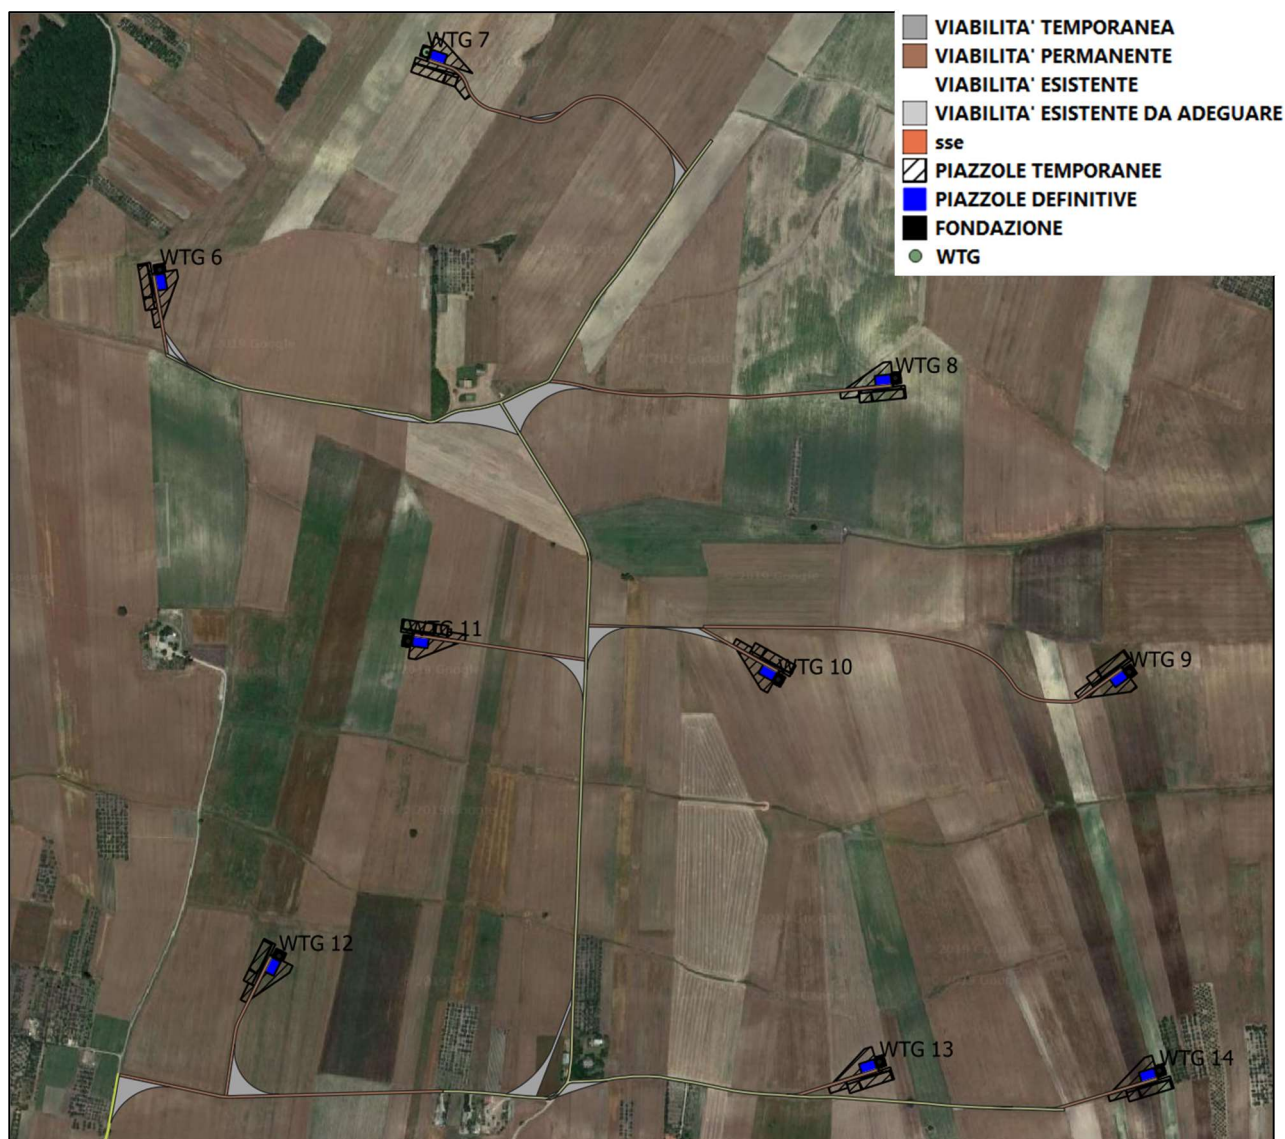 VIABILITA' TEMPORANEA
VIABILITA' PERMANENTE
VIABILITA' ESISTENTE
VIABILITA' ESISTENTE DA ADEGUARE
sse
PIAZZOLE TEMPORANEE
PIAZZOLE DEFINITIVE
FONDAZIONE
WTG
WTG 7
WTG 6
WTG 8
WTG 11
WTG 10
WTG 9
WTG 12
WTG 13
WTG 14